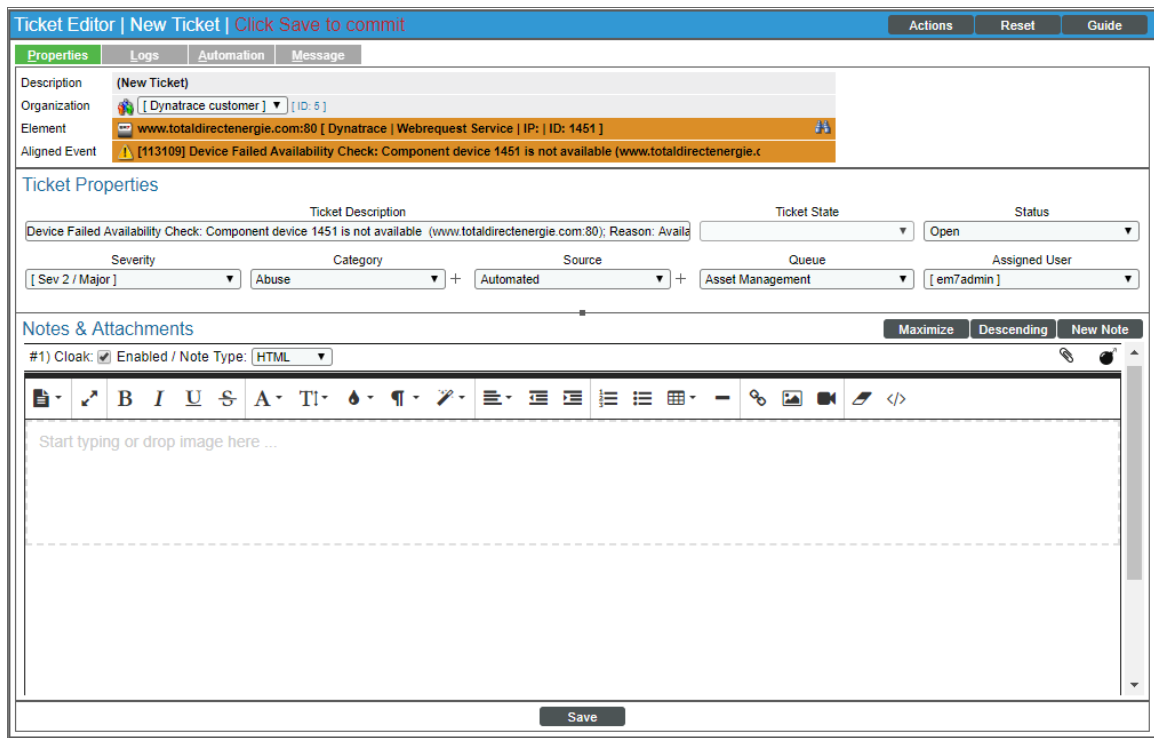 Ticket Editor | New Ticket | Click Save to commit
Actions Reset Guide
Properties Logs Automation Message
Description (New Ticket)
Organization [ Dynatrace customer ] [ ID: 5 ]
Element www.totaldirectenergie.com:80 [ Dynatrace | Webrequest Service | IP: | ID: 1451 ]
Aligned Event [113109] Device Failed Availability Check: Component device 1451 is not available (www.totaldirectenergie.c
Ticket Properties
Ticket Description Ticket State Status
Device Failed Availability Check: Component device 1451 is not available (www.totaldirectenergie.com:80); Reason: Availa Open
Severity Category Source Queue Assigned User
[ Sev 2 / Major ] Abuse Automated Asset Management [ em7admin ]
Notes & Attachments
Maximize Descending New Note
#1) Cloak: Enabled / Note Type: HTML
B I U S A T
Start typing or drop image here ...
Save